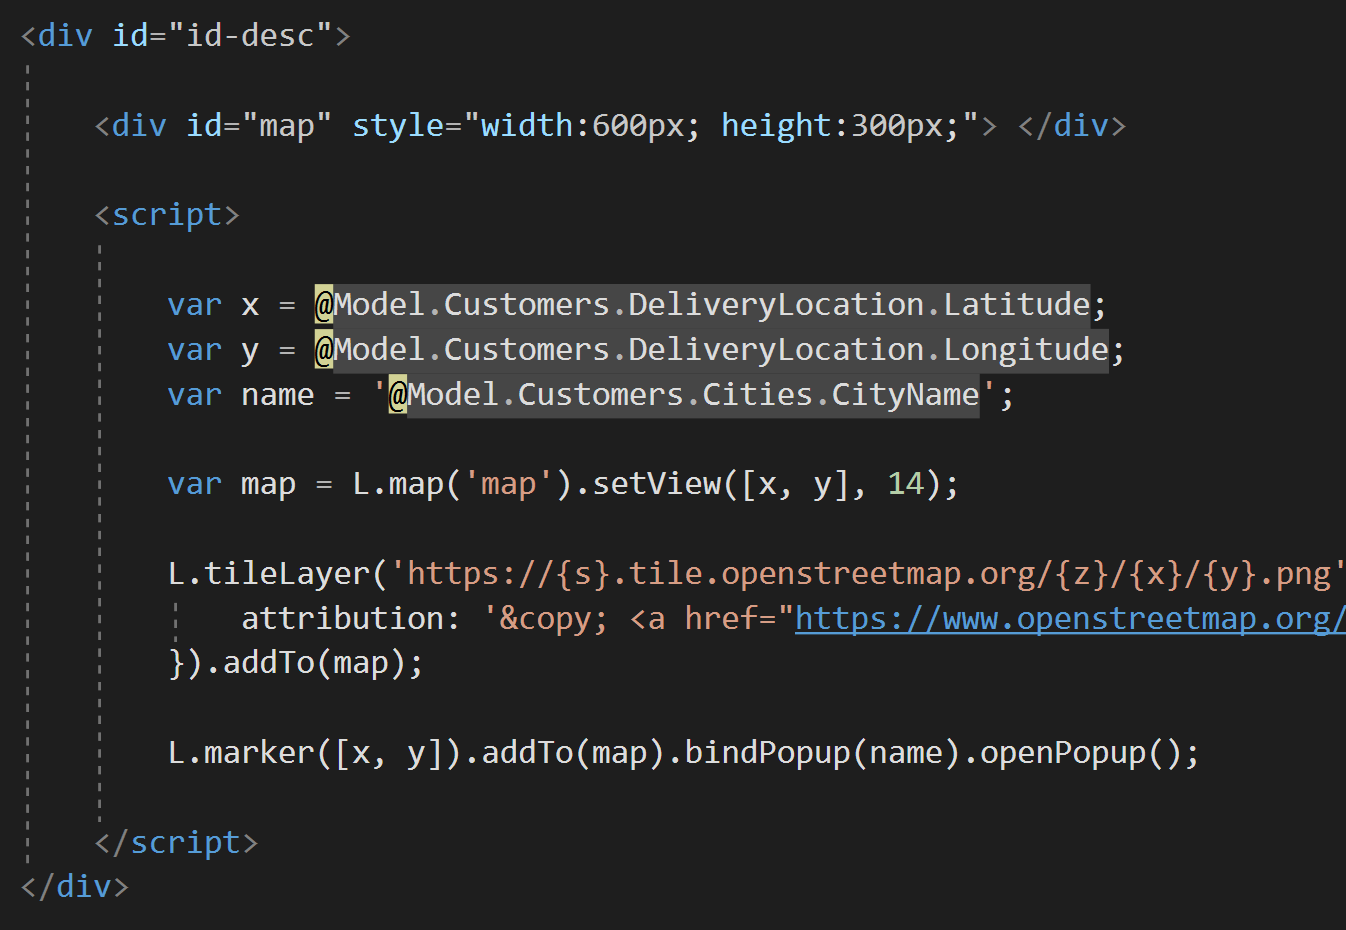 <div id="id-desc">
<div id="map" style="width:600px; height:300px;"> </div>
<script>
var x = @Model.Customers.DeliveryLocation.Latitude;
var y = @Model.Customers.DeliveryLocation.Longitude;
var name = '@Model.Customers.Cities.CityName';
var map = L.map('map').setView([x, y], 14);
L.tileLayer('https://{s}.tile.openstreetmap.org/{z}/{x}/{y}.png'
attribution: '&copy; <a href="https://www.openstreetmap.org/
}).addTo(map);
L.marker([x, y]).addTo(map).bindPopup(name).openPopup();
</script>
</div>